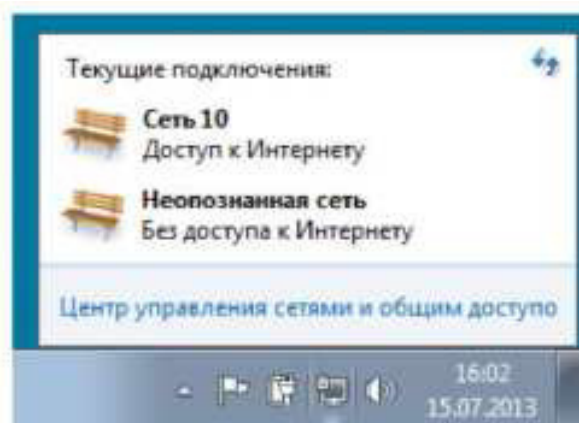 Текущие подключения:
Сеть 10
Доступ к Интернету
Неопознанная сеть
Без доступа к Интернету
Центр управления сетями и общим доступо
16:02
15.07.2013